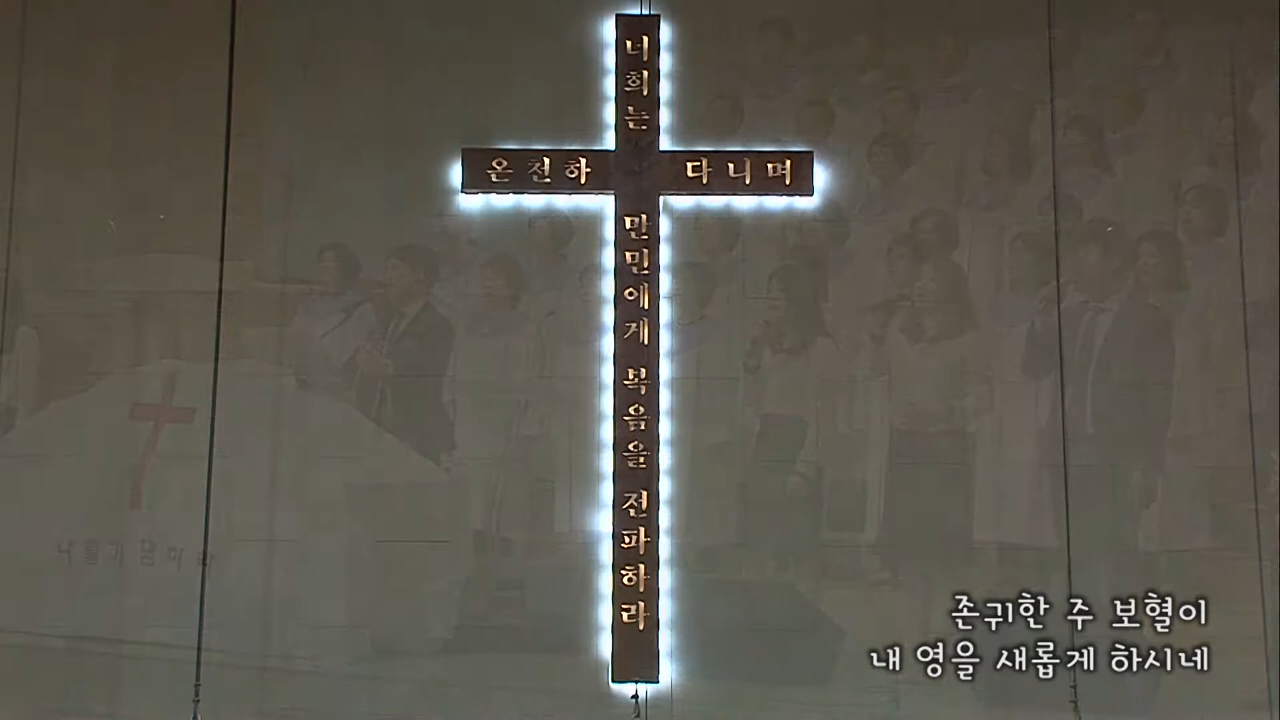 너희는
온천하 다니며
만민에게 복음을 전파하라
존귀한 주 보혈이
내 영을 새롭게 하시네